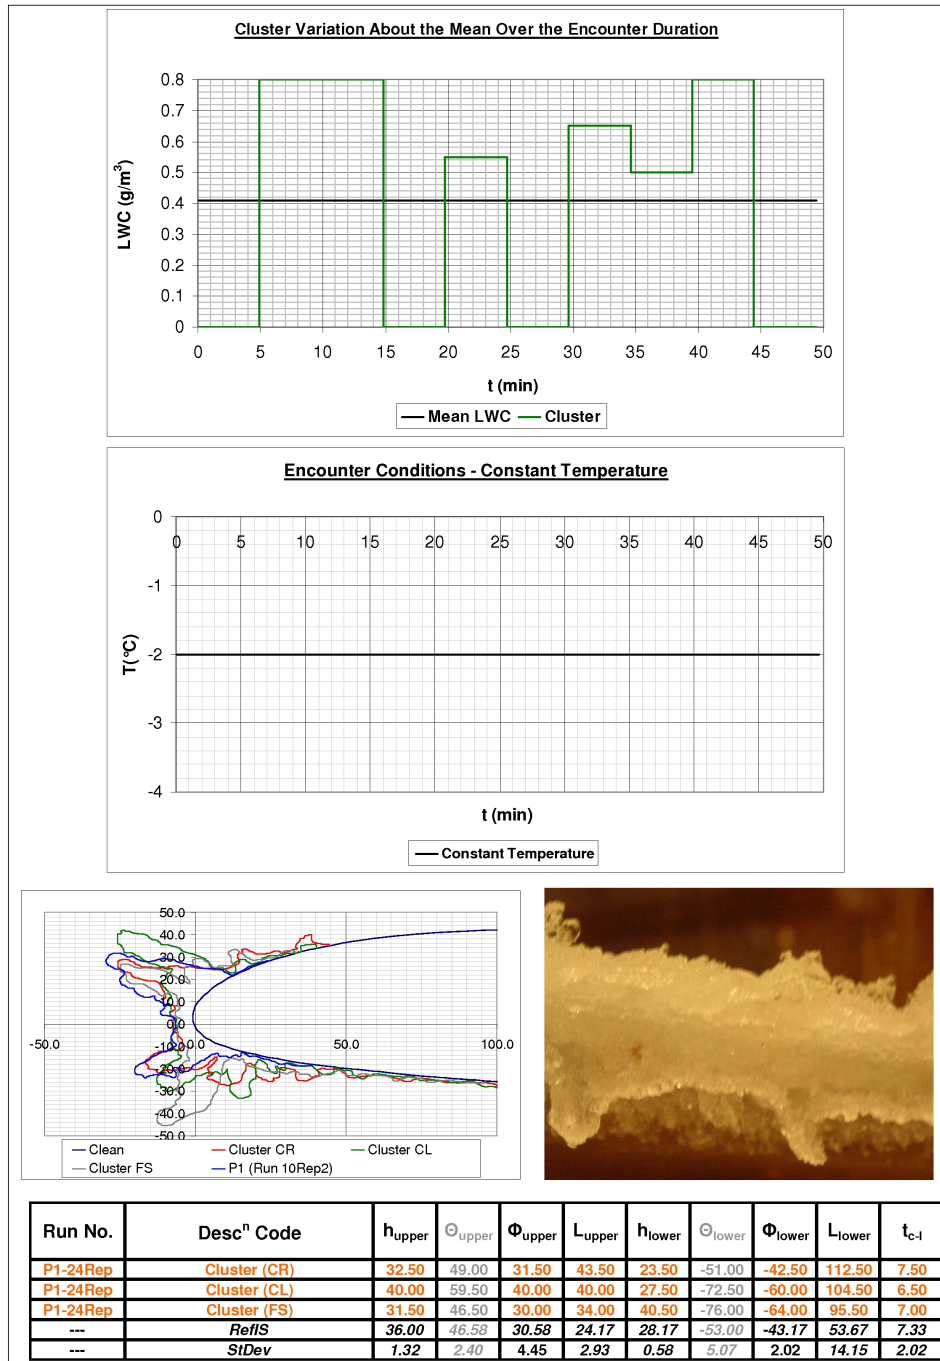 Cluster Variation About the Mean Over the Encounter Duration
0.8
0.7
0.6
0.5
0.4
0.3
0.2
0.1
0
LWC (g/m³)
0 5 10 15 20 25 30 35 40 45 50
t (min)
Mean LWC Cluster
Encounter Conditions - Constant Temperature
0
0 5 10 15 20 25 30 35 40 45 50
-1
-2
-3
-4
T(°C)
t (min)
Constant Temperature
50.0
40.0
30.0
20.0
10.0
0.0
-50.0 0.0 50.0 100.0
-10.0
-20.0
-30.0
-40.0
-50.0
Clean Cluster CR Cluster CL
Cluster FS P1 (Run 10Rep2)
Run No. Descⁿ Code h_upper Θ_upper Φ_upper L_upper h_lower Θ_lower Φ_lower L_lower t_c-l
P1-24Rep Cluster (CR) 32.50 49.00 31.50 43.50 23.50 -51.00 -42.50 112.50 7.50
P1-24Rep Cluster (CL) 40.00 59.50 40.00 40.00 27.50 -72.50 -60.00 104.50 6.50
P1-24Rep Cluster (FS) 31.50 46.50 30.00 34.00 40.50 -76.00 -64.00 95.50 7.00
--- RefIS 36.00 46.58 30.58 24.17 28.17 -53.00 -43.17 53.67 7.33
--- StDev 1.32 2.40 4.45 2.93 0.58 5.07 2.02 14.15 2.02